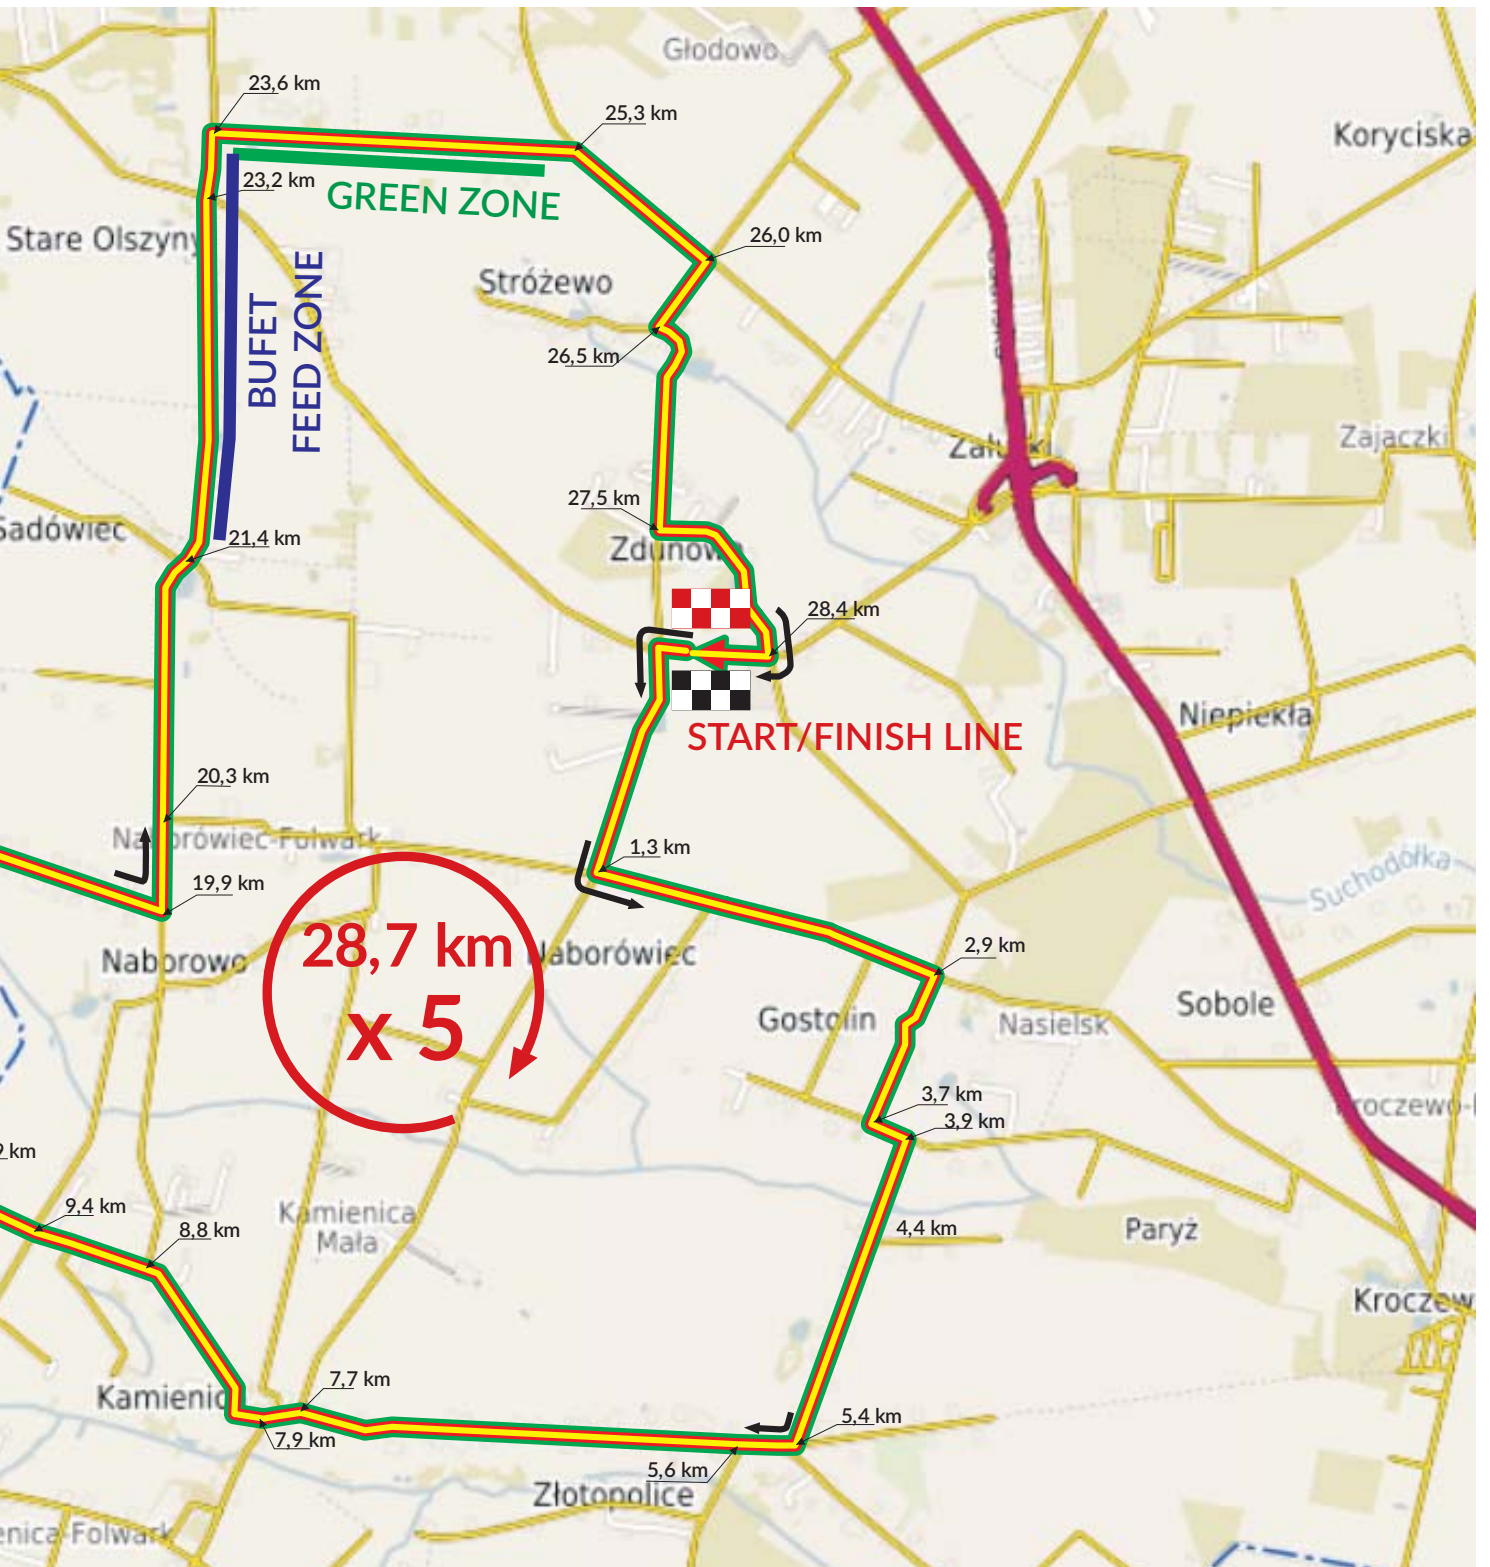 Głodowo
23,6 km
25,3 km
Koryciska
23,2 km
GREEN ZONE
Stare Olszyny
26,0 km
Stróżewo
BUFET
FEED ZONE
26,5 km
Zajączki
27,5 km
Sadówiec
21,4 km
28,4 km
Niepiekła
START/FINISH LINE
20,3 km
1,3 km
Suchodółka
19,9 km
28,7 km
x 5
Naborowo
Naborówiec
2,9 km
Gostolin
Nasielsk
Sobole
3,7 km
3,9 km
km
9,4 km
8,8 km
Kamienica
Mała
4,4 km
Paryż
7,7 km
5,4 km
7,9 km
5,6 km
Złotopolice